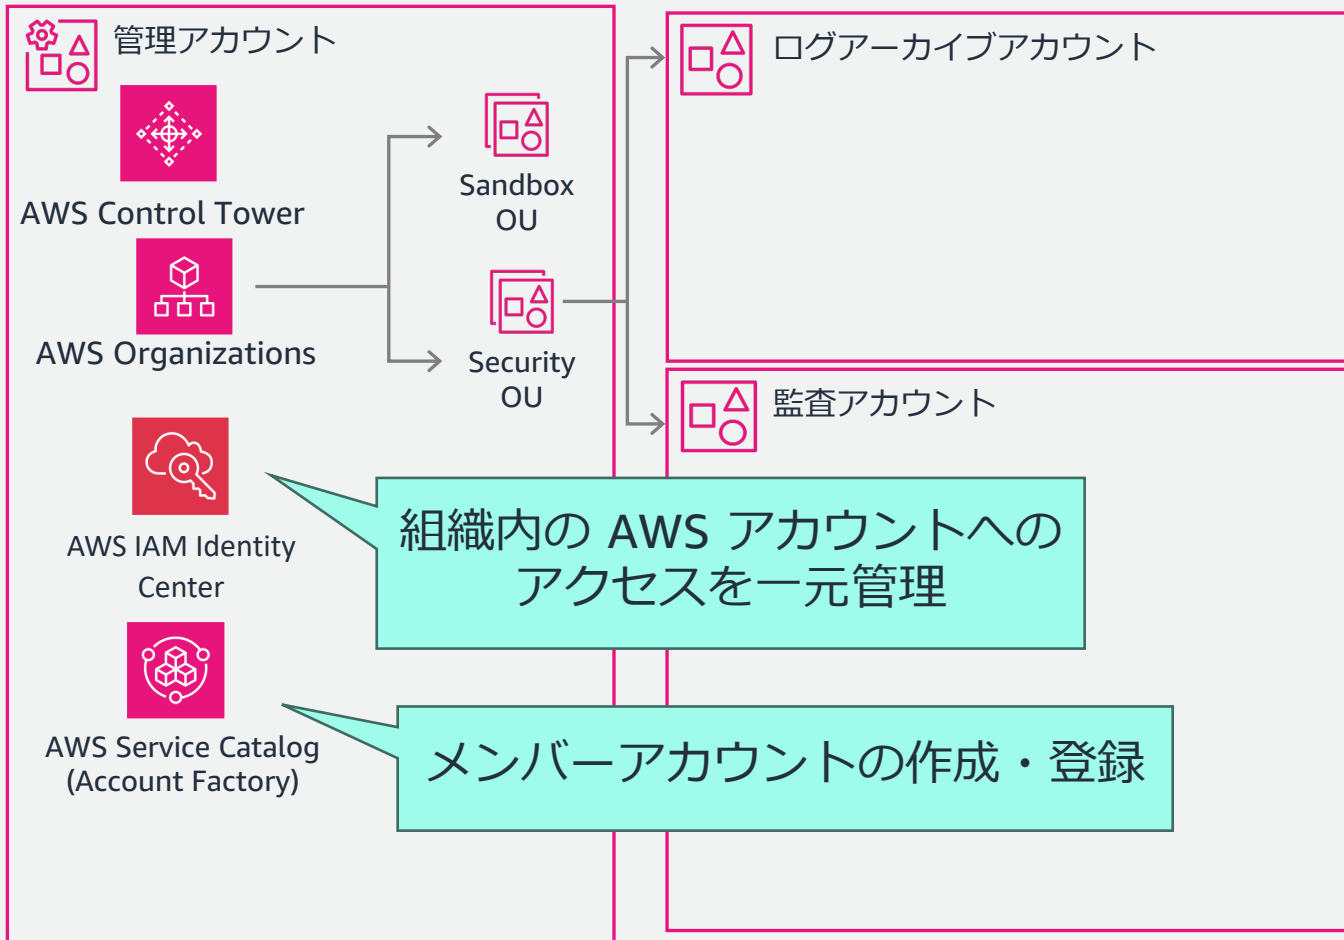 管理アカウント
AWS Control Tower
AWS Organizations
AWS IAM Identity
Center
AWS Service Catalog
(Account Factory)
Sandbox
OU
Security
OU
ログアーカイブアカウント
監査アカウント
組織内の AWS アカウントへの
アクセスを一元管理
メンバーアカウントの作成・登録